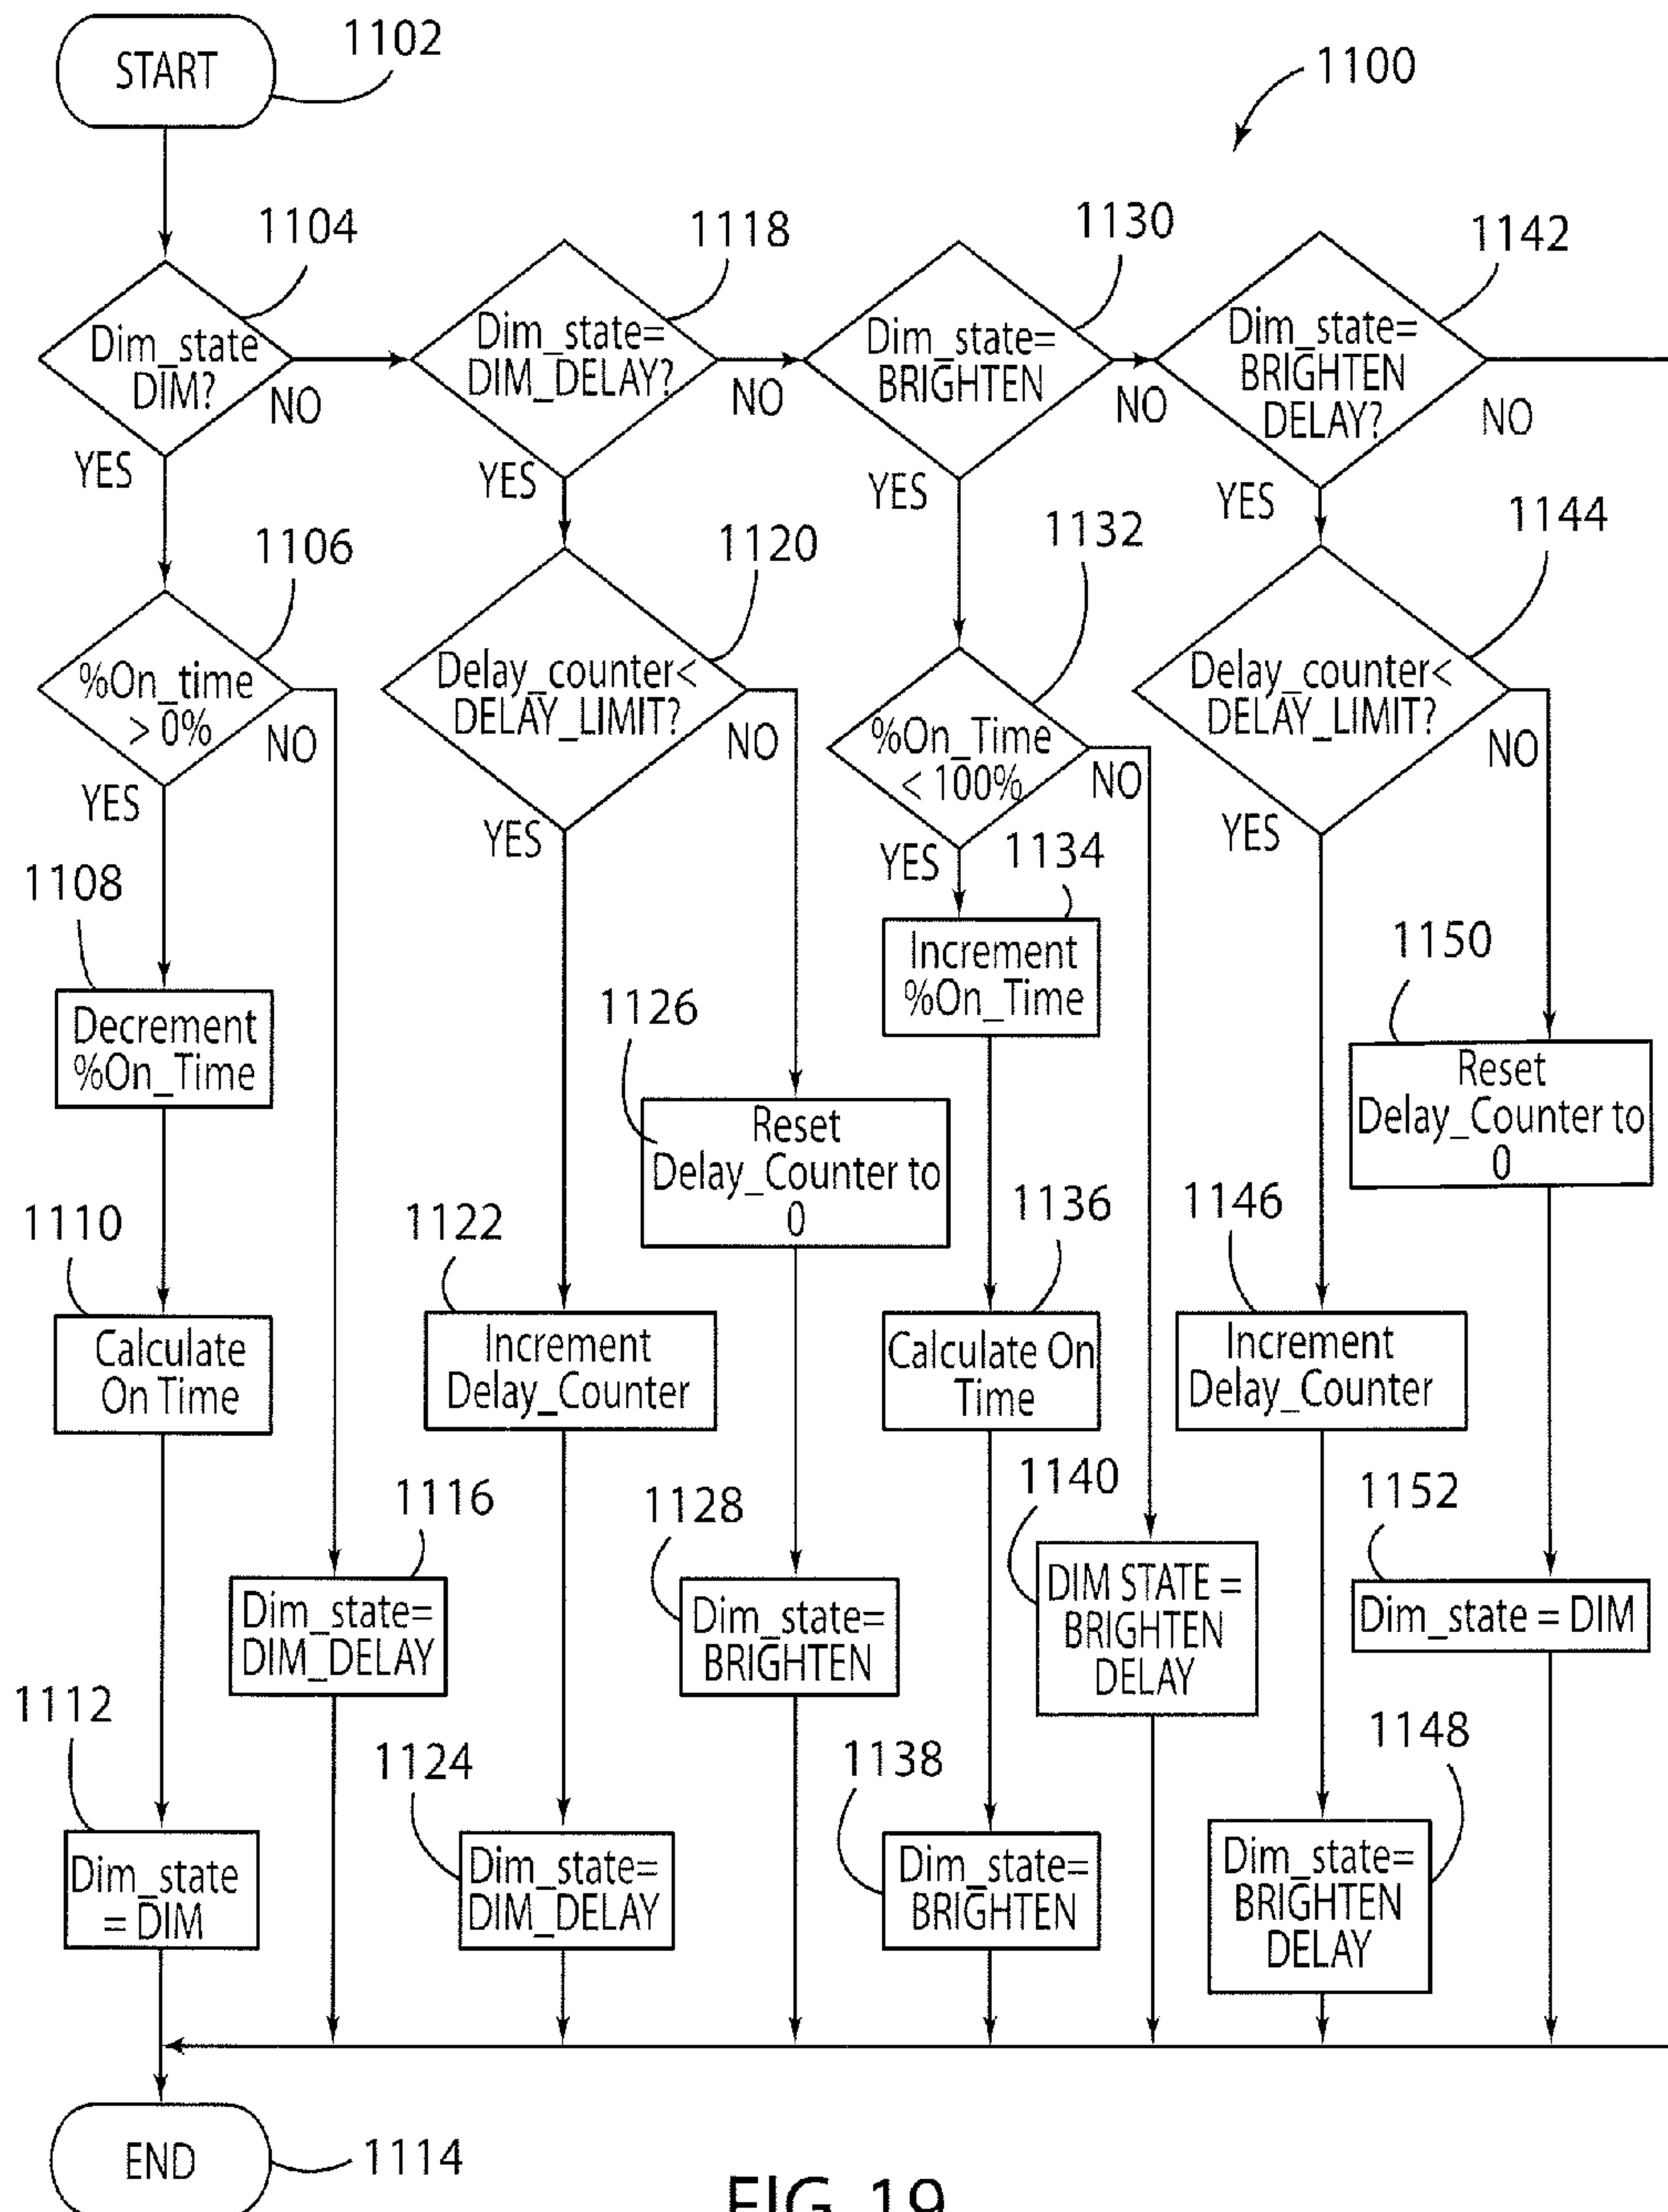 START
1102
1100
1104
Dim_state
DIM?
NO
YES
1118
Dim_state=
DIM_DELAY?
NO
YES
1130
Dim_state=
BRIGHTEN
NO
YES
1142
Dim_state=
BRIGHTEN
DELAY?
NO
YES
1106
%On_time
> 0%
NO
YES
1120
Delay_counter<
DELAY_LIMIT?
NO
YES
1132
%On_Time
< 100%
NO
YES
1144
Delay_counter<
DELAY_LIMIT?
NO
YES
1108
Decrement
%On_Time
1134
Increment
%On_Time
1126
Reset
Delay_Counter to
0
1150
Reset
Delay_Counter to
0
1110
Calculate
On Time
1122
Increment
Delay_Counter
1136
Calculate On
Time
1146
Increment
Delay_Counter
1116
Dim_state=
DIM_DELAY
1128
Dim_state=
BRIGHTEN
1140
DIM STATE =
BRIGHTEN
DELAY
1152
Dim_state = DIM
1112
Dim_state
= DIM
1124
Dim_state=
DIM_DELAY
1138
Dim_state=
BRIGHTEN
1148
Dim_state=
BRIGHTEN
DELAY
END
1114
FIG. 19